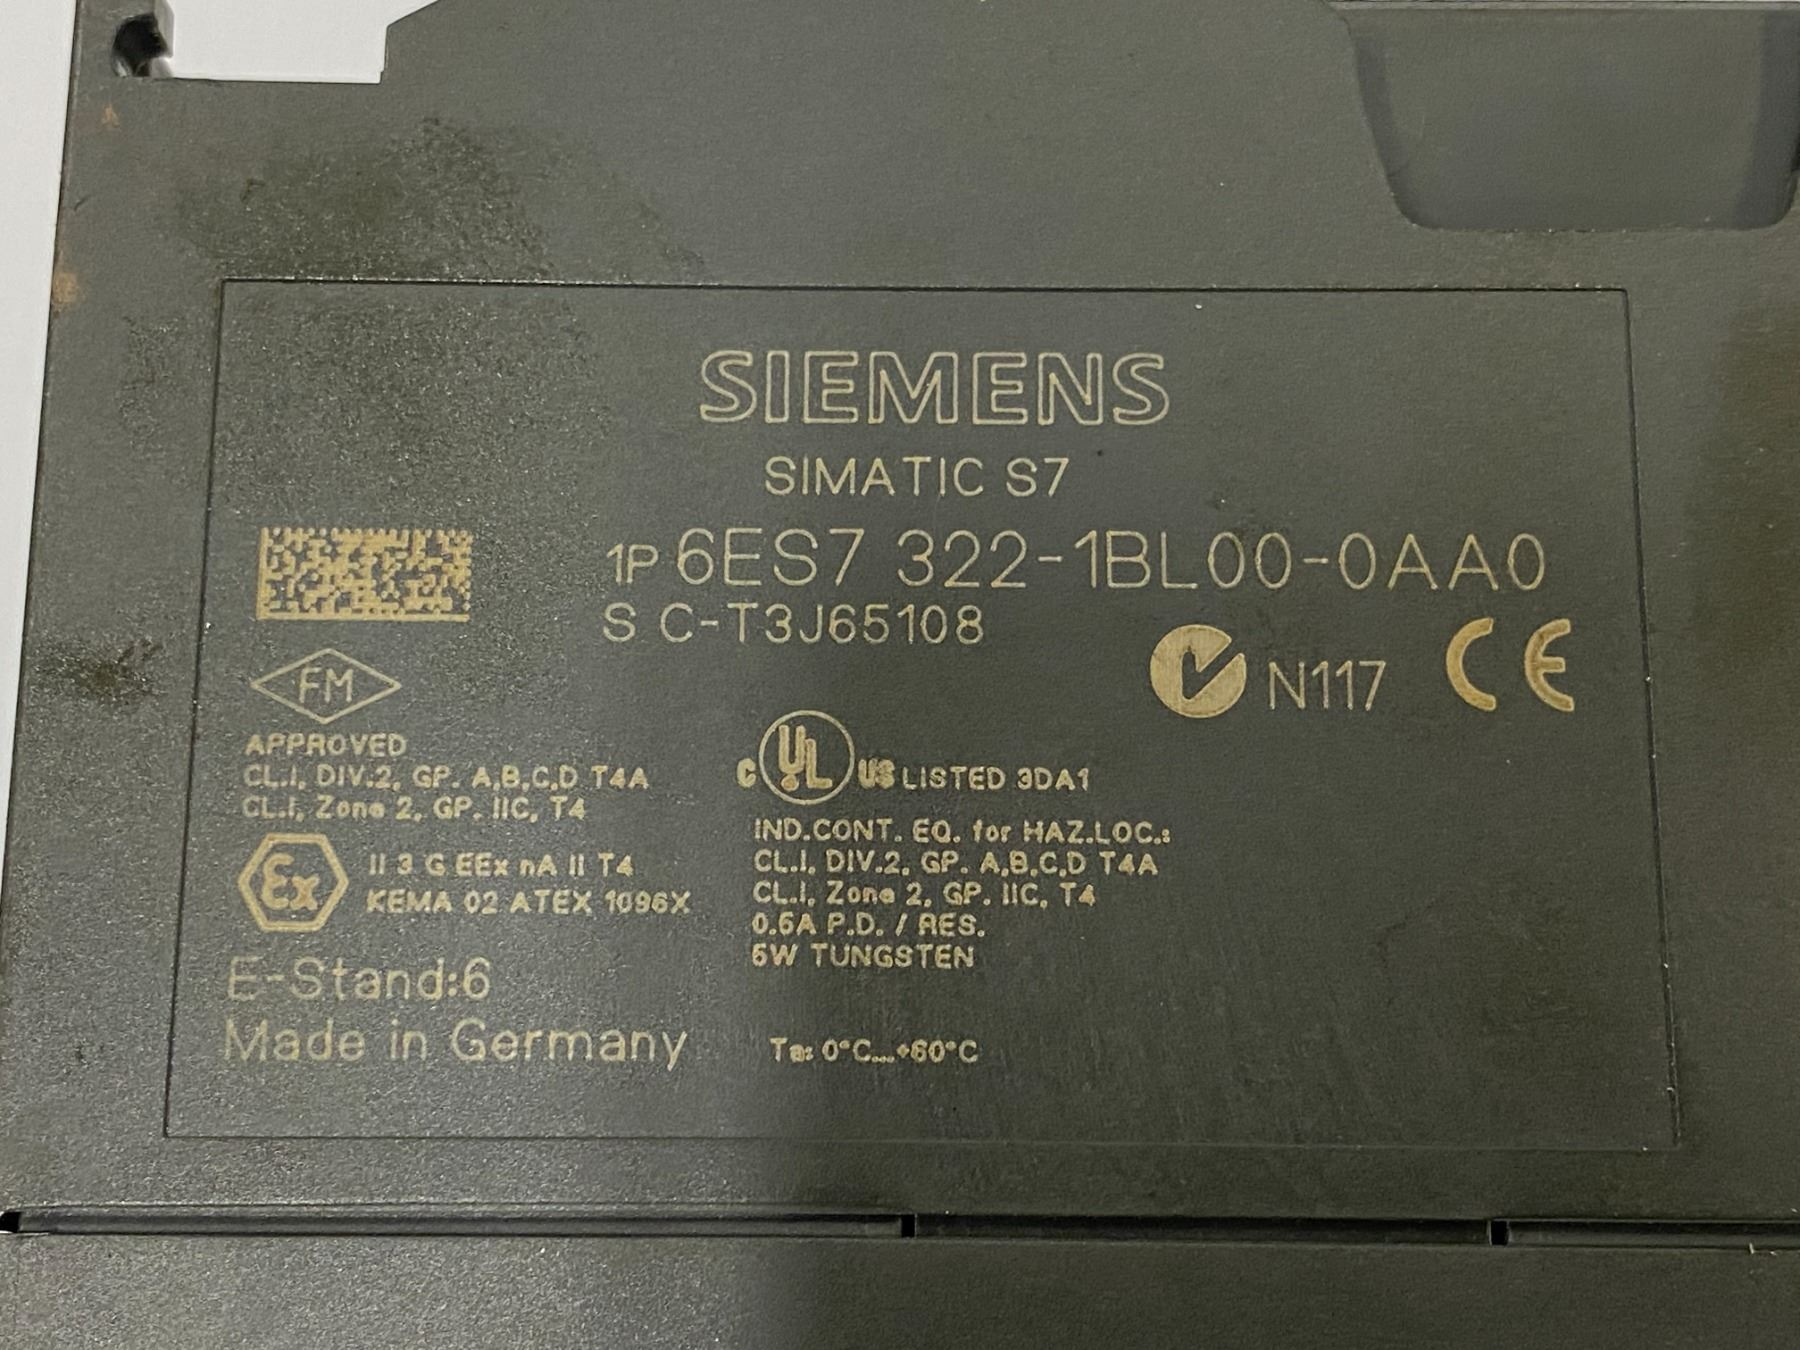 SIEMENS
SIMATIC S7
1P 6ES7 322-1BL00-0AA0
S C-T3J65108
N117 CE
FM
APPROVED
CL.I, DIV.2, GP. A,B,C,D T4A
CL.I, Zone 2, GP. IIC, T4
Ex II 3 G EEx nA II T4
KEMA 02 ATEX 1096X
E-Stand:6
Made in Germany
C UL US LISTED 3DA1
IND.CONT. EQ. for HAZ.LOC.:
CL.I, DIV.2, GP. A,B,C,D T4A
CL.I, Zone 2, GP. IIC, T4
0.5A P.D. / RES.
5W TUNGSTEN
Ta: 0°C...+60°C